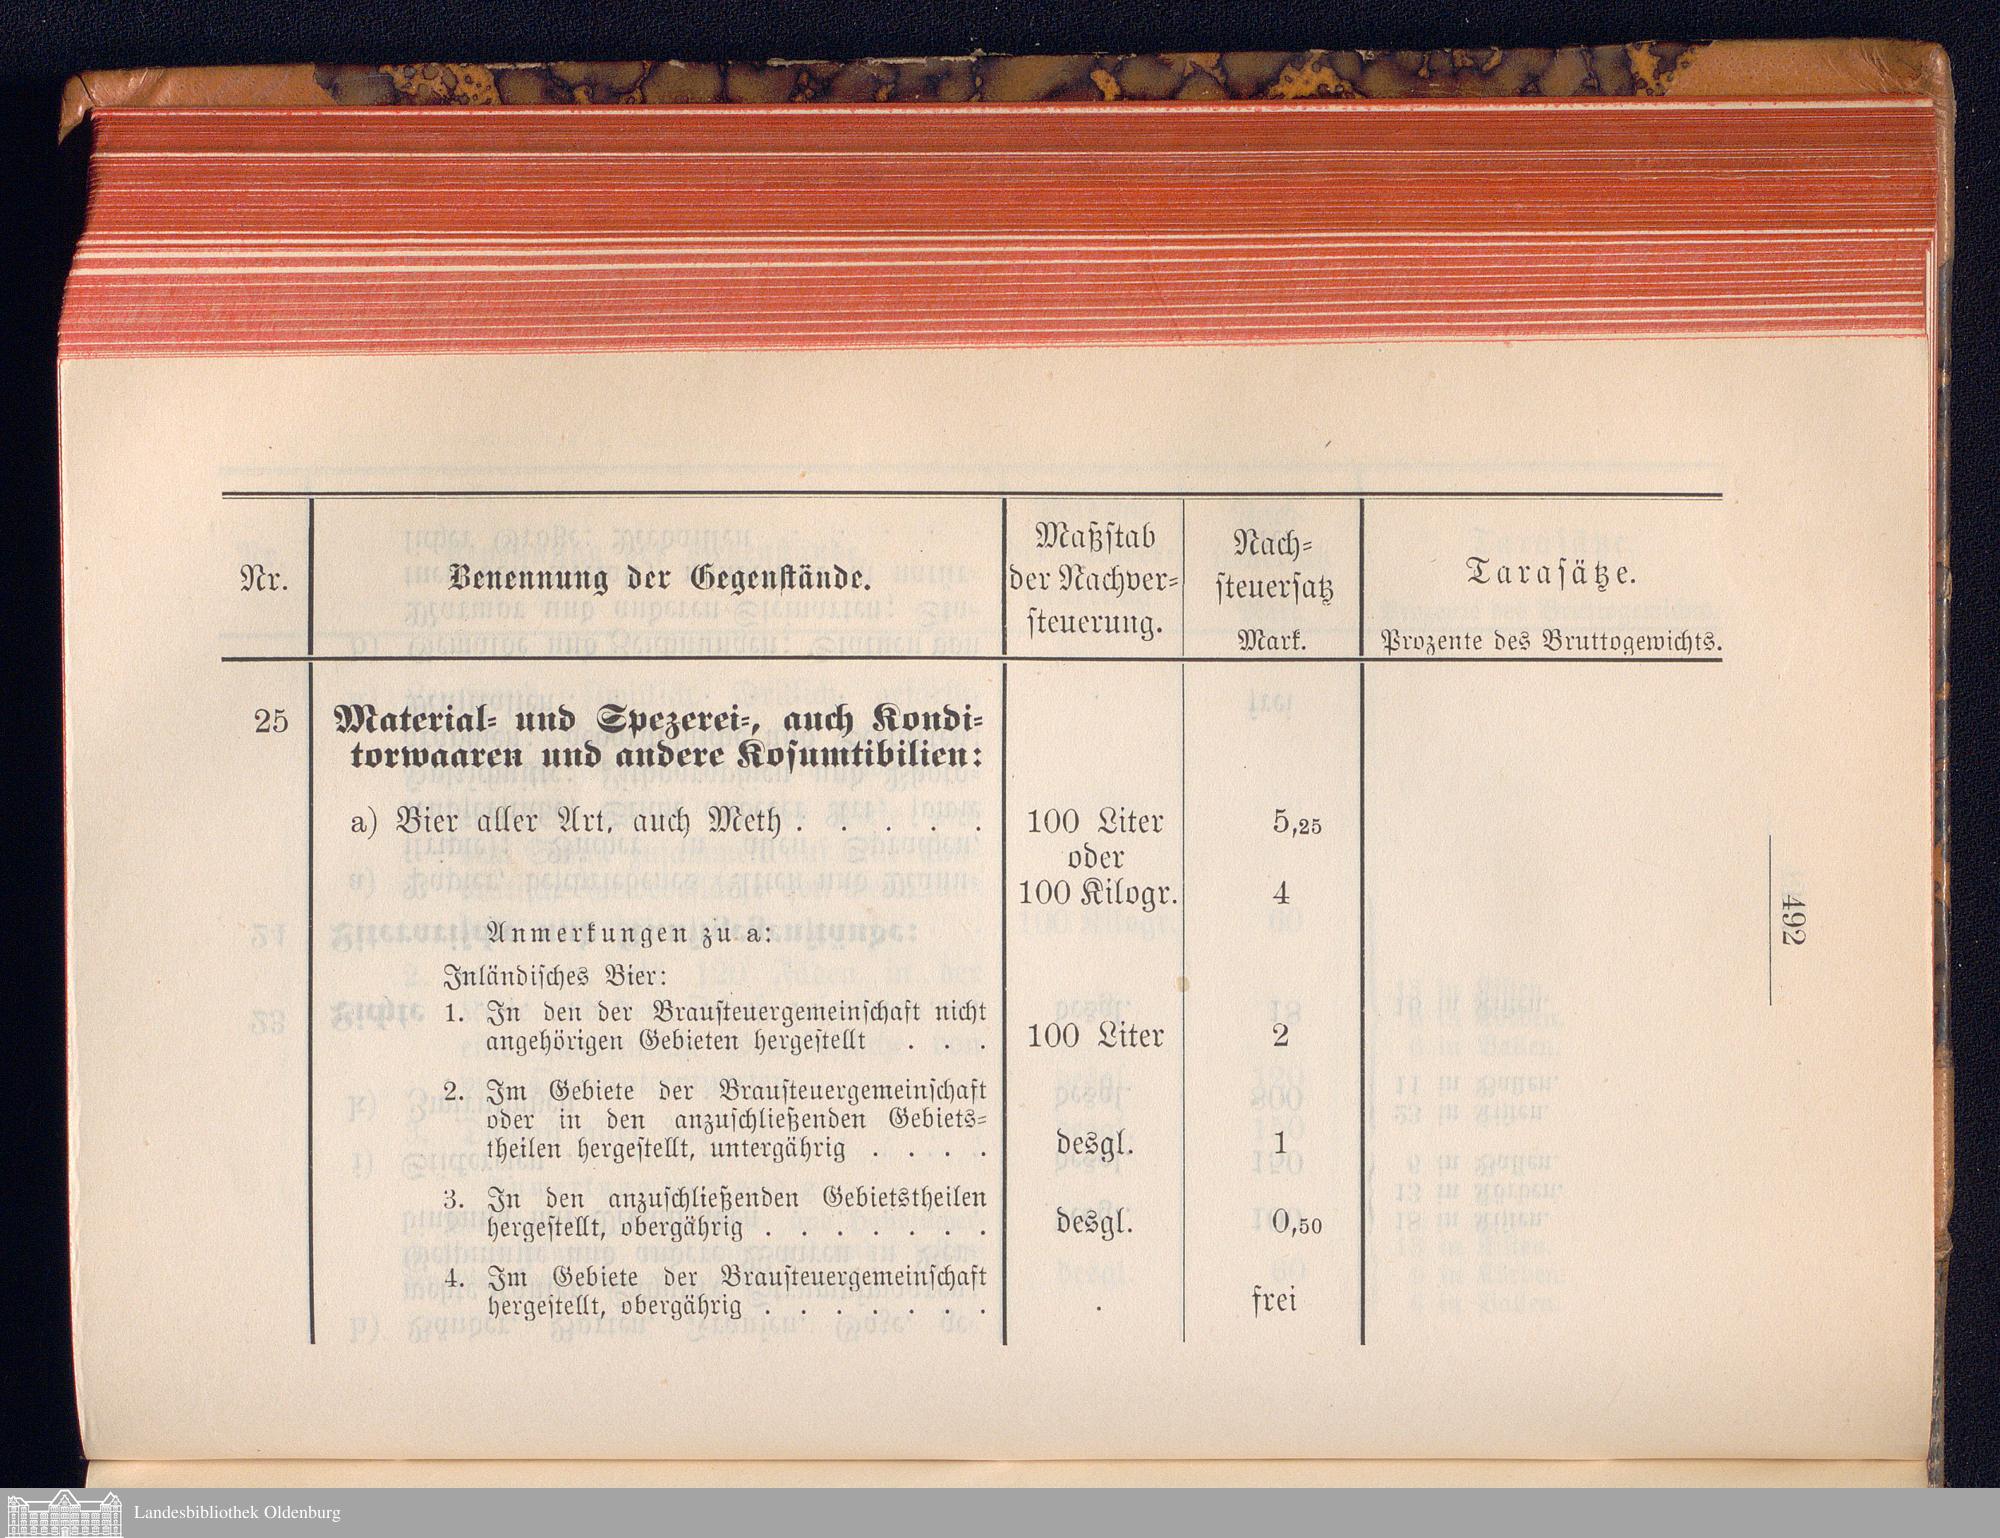 Nr.
Benennung der Gegenstände.
Maßstab
der Nachver-
steuerung.
Nach-
steuersatz
Mark.
Tarasätze.
Prozente des Bruttogewichts.
25 Material- und Spezerei-, auch Kondi-
torwaaren und andere Kosumtibilien:
a) Bier aller Art, auch Meth . . . . . 100 Liter 5,25
oder
100 Kilogr. 4
Anmerkungen zu a:
Inländisches Bier:
1. In den der Brausteuergemeinschaft nicht
angehörigen Gebieten hergestellt . . . 100 Liter 2
2. Im Gebiete der Brausteuergemeinschaft
oder in den anzuschließenden Gebiets-
theilen hergestellt, untergährig . . . . desgl. 1
3. In den anzuschließenden Gebietstheilen
hergestellt, obergährig . . . . . . . desgl. 0,50
4. Im Gebiete der Brausteuergemeinschaft
hergestellt, obergährig . . . . . . . . frei
492
Landesbibliothek Oldenburg